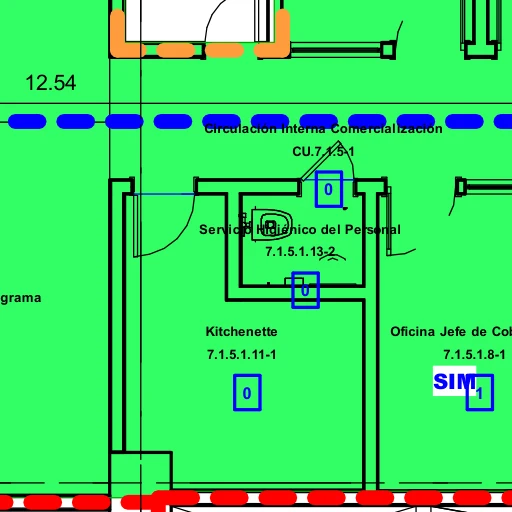 12.54
Circulación Interna Comercialización
CU.7.1.5-1
0
Servicio Higiénico del Personal
7.1.5.1.13-2
0
grama
Kitchenette
7.1.5.1.11-1
0
Oficina Jefe de Cob
7.1.5.1.8-1
SIM
1